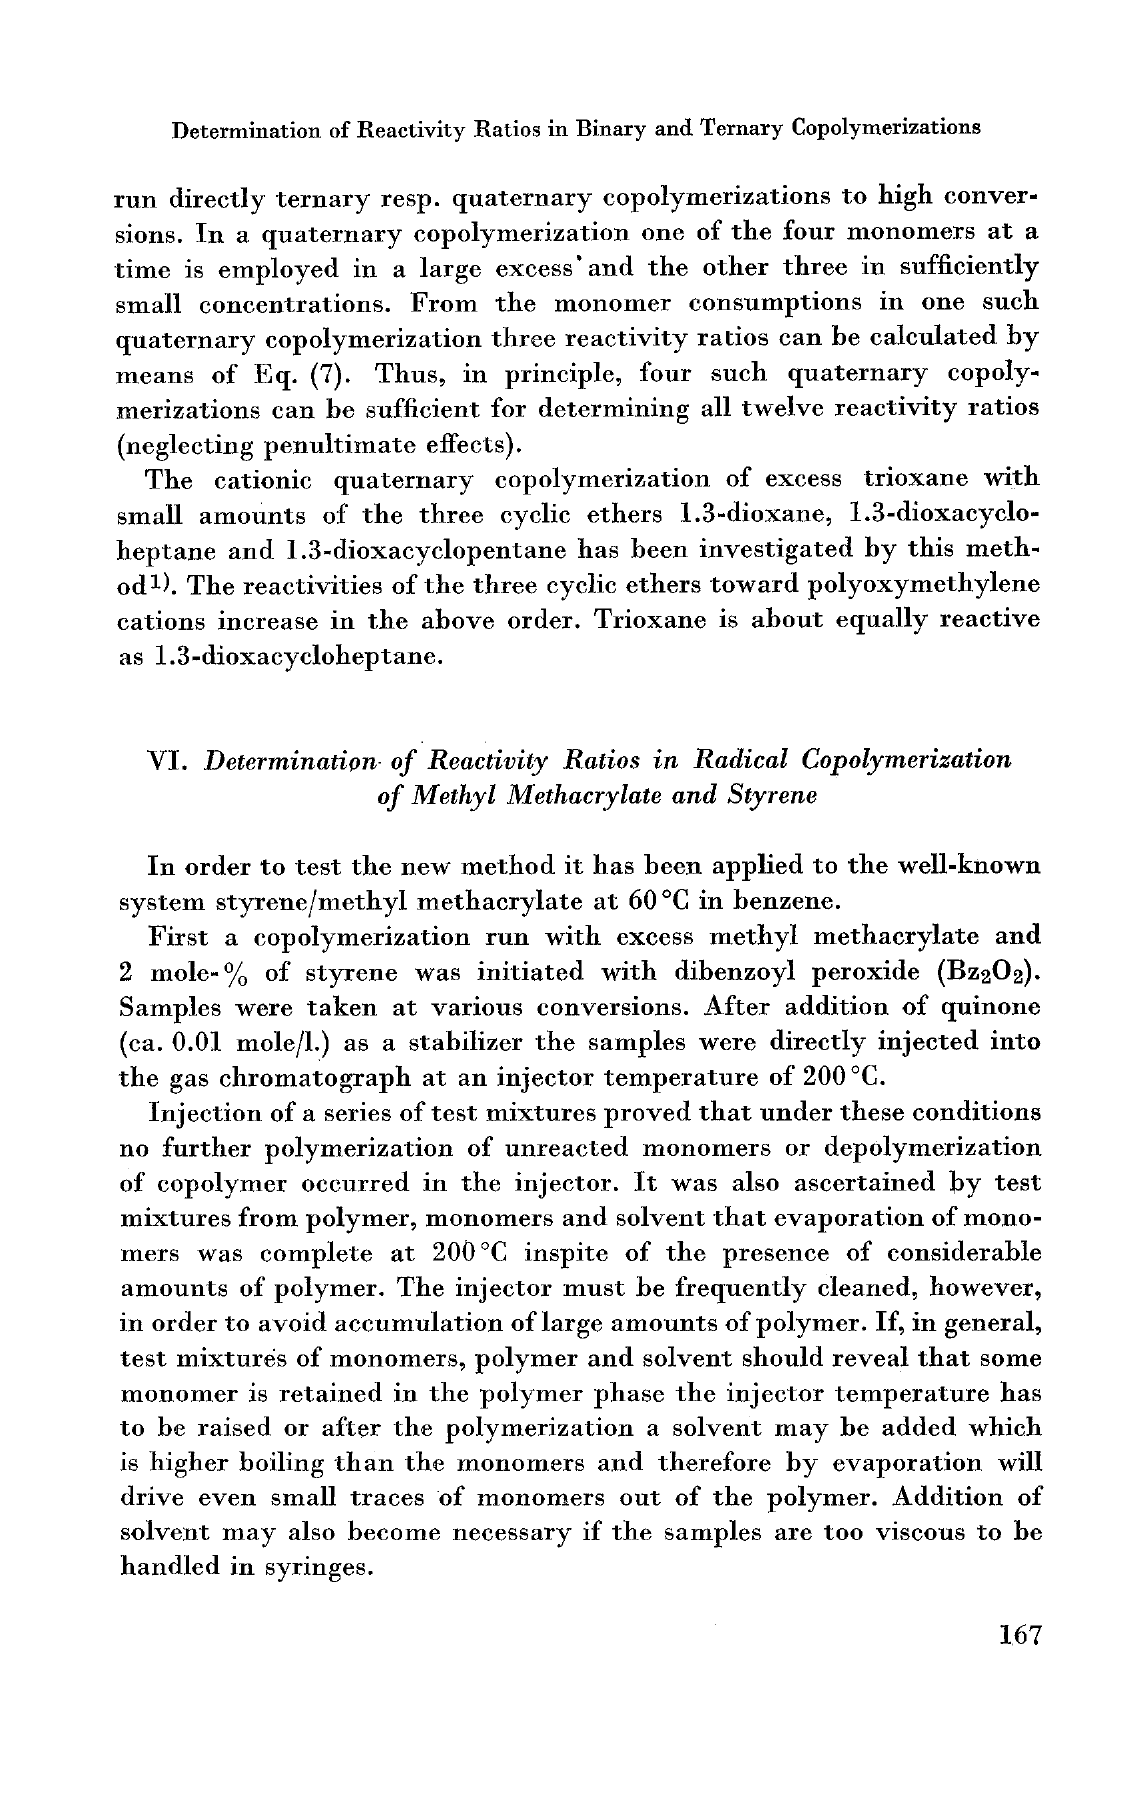 Determination of Reactivity Ratios in Binary and Ternary Copolymerizations
run directly ternary resp. quaternary copolymerizations to high conver-
sions. In a quaternary copolymerization one of the four monomers at a
time is employed in a large excess and the other three in sufficiently
small concentrations. From the monomer consumptions in one such
quaternary copolymerization three reactivity ratios can be calculated by
means of Eq. (7). Thus, in principle, four such quaternary copoly-
merizations can be sufficient for determining all twelve reactivity ratios
(neglecting penultimate effects).
The cationic quaternary copolymerization of excess trioxane with
small amounts of the three cyclic ethers 1.3-dioxane, 1.3-dioxacyclo-
heptane and 1.3-dioxacyclopentane has been investigated by this meth-
od¹⁾. The reactivities of the three cyclic ethers toward polyoxymethylene
cations increase in the above order. Trioxane is about equally reactive
as 1.3-dioxacycloheptane.
VI. Determination of Reactivity Ratios in Radical Copolymerization
of Methyl Methacrylate and Styrene
In order to test the new method it has been applied to the well-known
system styrene/methyl methacrylate at 60 °C in benzene.
First a copolymerization run with excess methyl methacrylate and
2 mole-% of styrene was initiated with dibenzoyl peroxide (Bz₂O₂).
Samples were taken at various conversions. After addition of quinone
(ca. 0.01 mole/l.) as a stabilizer the samples were directly injected into
the gas chromatograph at an injector temperature of 200 °C.
Injection of a series of test mixtures proved that under these conditions
no further polymerization of unreacted monomers or depolymerization
of copolymer occurred in the injector. It was also ascertained by test
mixtures from polymer, monomers and solvent that evaporation of mono-
mers was complete at 200 °C inspite of the presence of considerable
amounts of polymer. The injector must be frequently cleaned, however,
in order to avoid accumulation of large amounts of polymer. If, in general,
test mixtures of monomers, polymer and solvent should reveal that some
monomer is retained in the polymer phase the injector temperature has
to be raised or after the polymerization a solvent may be added which
is higher boiling than the monomers and therefore by evaporation will
drive even small traces of monomers out of the polymer. Addition of
solvent may also become necessary if the samples are too viscous to be
handled in syringes.
167